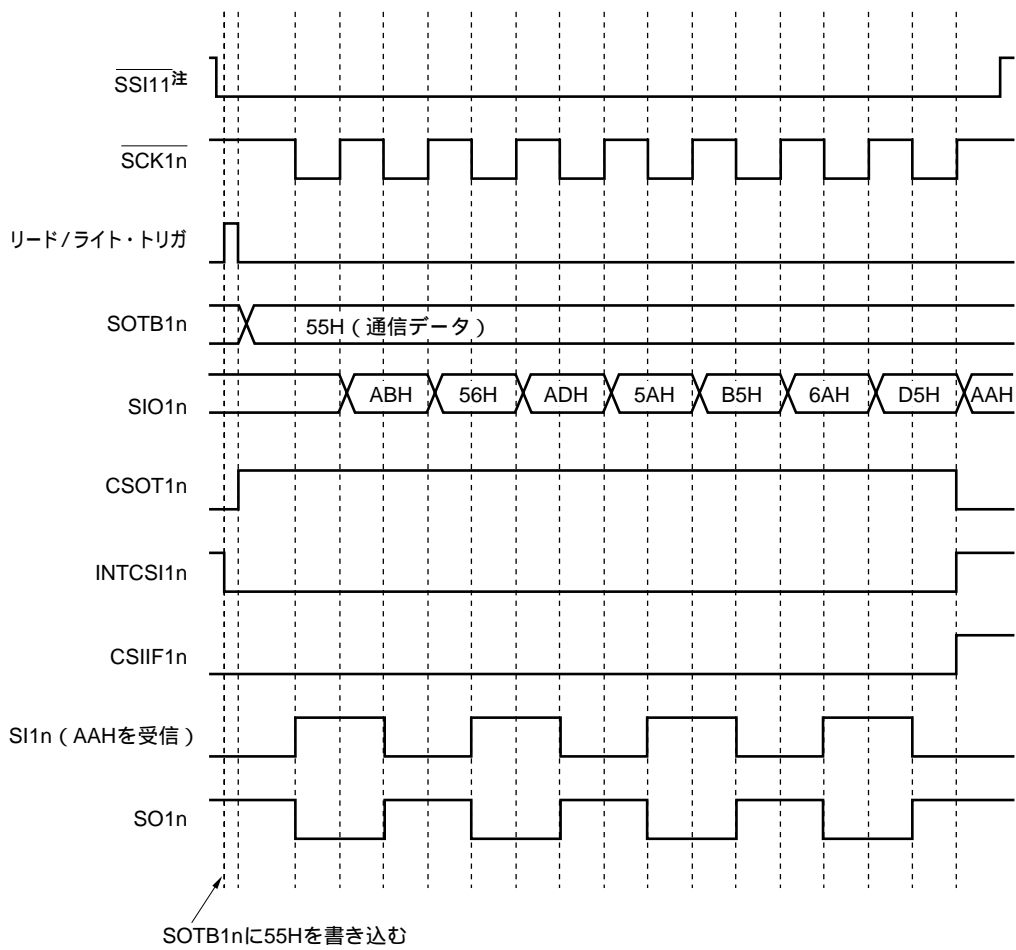 SSI11注
SCK1n
リード/ライト・トリガ
SOTB1n
55H(通信データ)
SIO1n
ABH 56H ADH 5AH B5H 6AH D5H AAH
CSOT1n
INTCSI1n
CSIIF1n
SI1n(AAHを受信)
SO1n
SOTB1nに55Hを書き込む